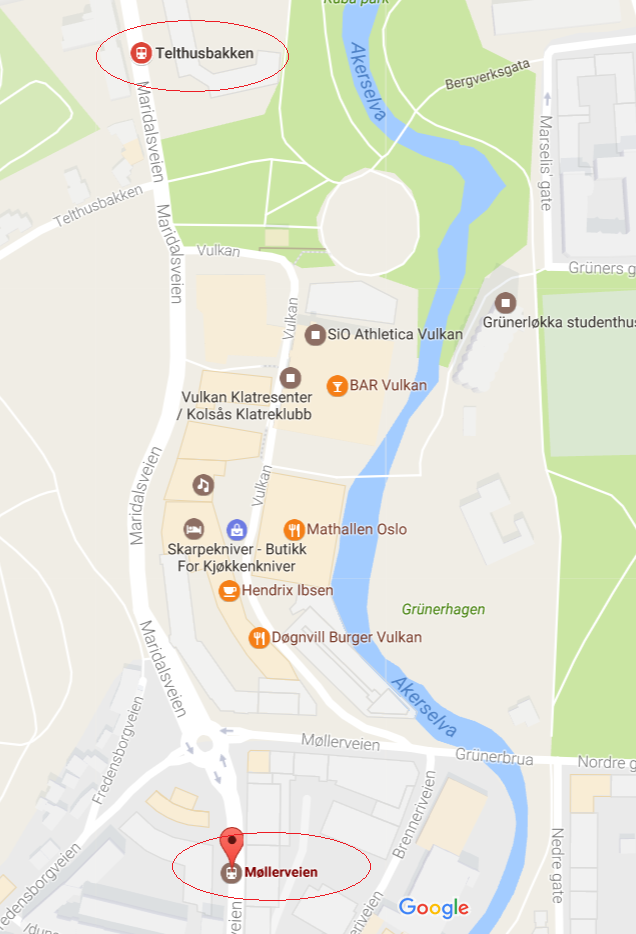 Kuba park
Telthusbakken
Akerselva
Bergverksgata
Maridalsveien
Marselis' gate
Telthusbakken
Maridalsveien
Vulkan
Grüners g
Vulkan
Grünerløkka studenthus
SiO Athletica Vulkan
BAR Vulkan
Vulkan Klatresenter
/ Kolsås Klatreklubb
Maridalsveien
Vulkan
Mathallen Oslo
Skarpekniver - Butikk
For Kjøkkenkniver
Hendrix Ibsen
Grünerhagen
Døgnvill Burger Vulkan
Maridalsveien
Akerselva
Fredensborgveien
Møllerveien
Grünerbrua
Nordre g
Brenneriveien
Nedre gate
Fredensborgveien
Møllerveien
eien
Google